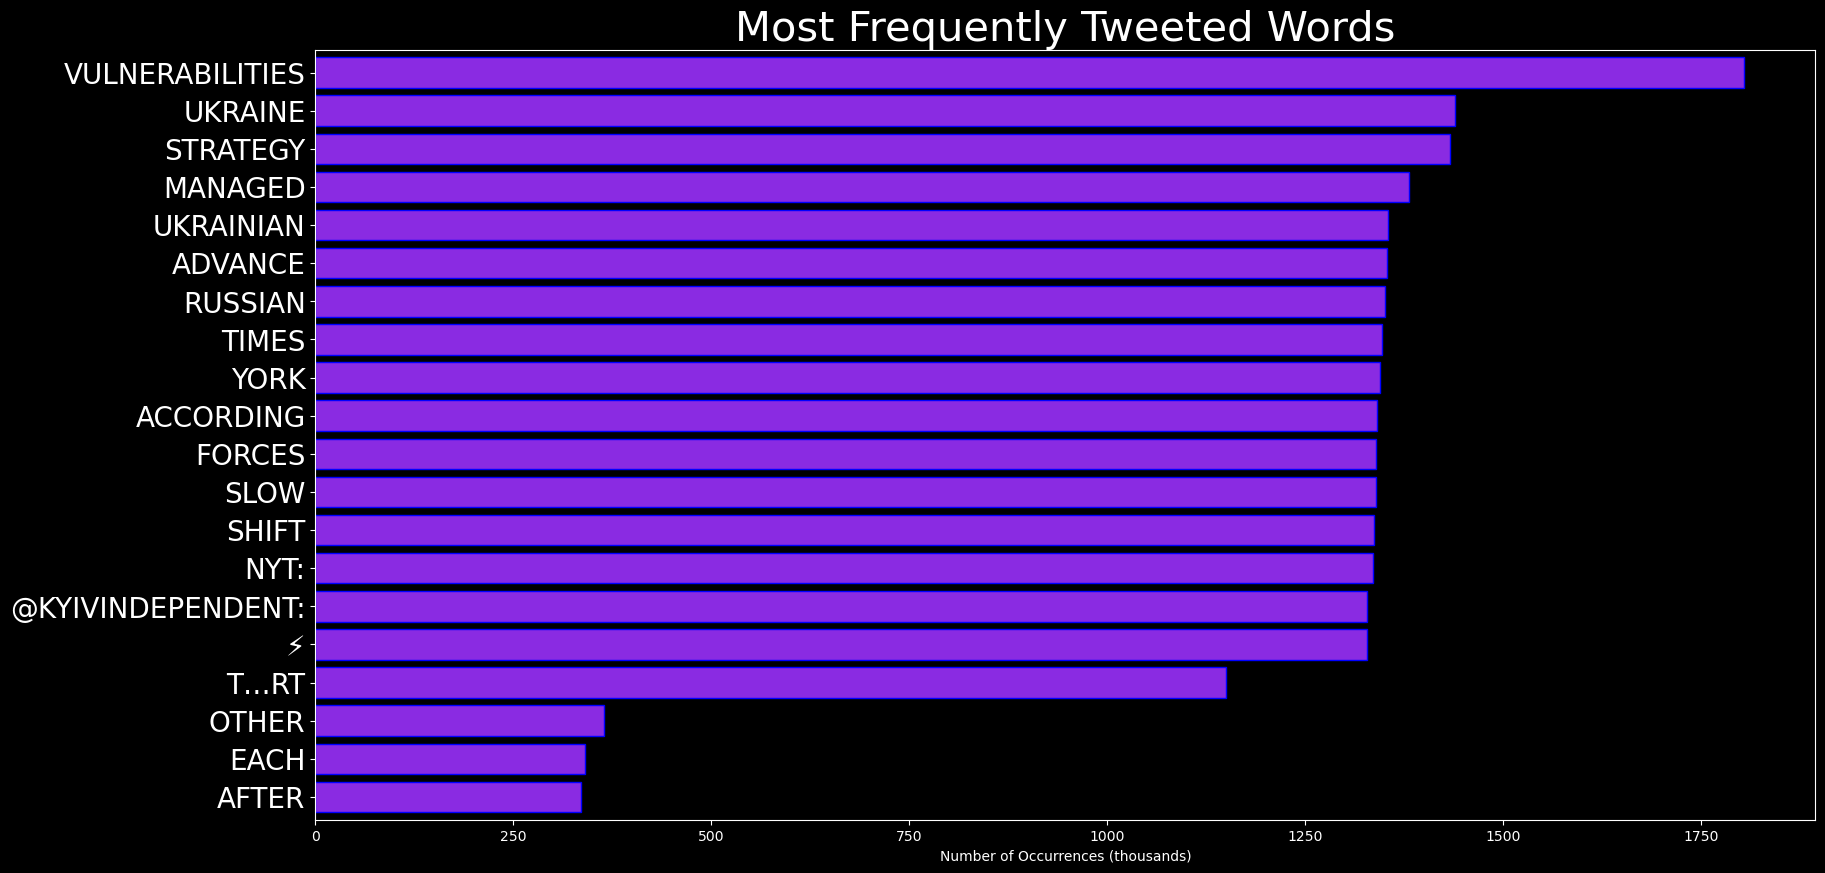 Most Frequently Tweeted Words
VULNERABILITIES
UKRAINE
STRATEGY
MANAGED
UKRAINIAN
ADVANCE
RUSSIAN
TIMES
YORK
ACCORDING
FORCES
SLOW
SHIFT
NYT:
@KYIVINDEPENDENT:
⚡
T…RT
OTHER
EACH
AFTER
0 250 500 750 1000 1250 1500 1750
Number of Occurrences (thousands)